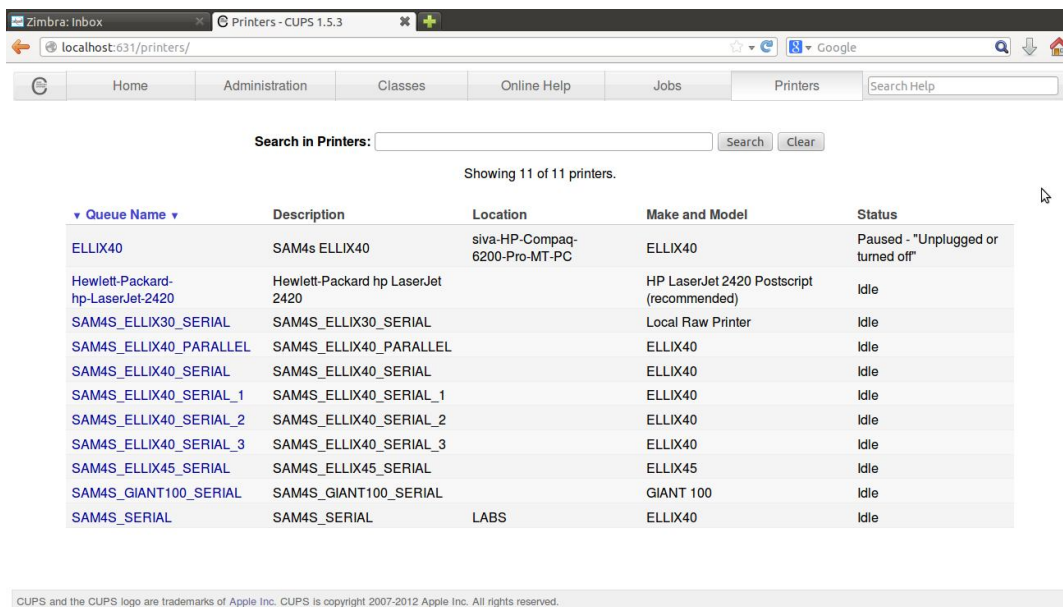 Zimbra: Inbox Printers - CUPS 1.5.3
localhost:631/printers/ Google
Home Administration Classes Online Help Jobs Printers Search Help
Search in Printers: Search Clear
Showing 11 of 11 printers.
▼ Queue Name ▼ Description Location Make and Model Status
ELLIX40 SAM4s ELLIX40 siva-HP-Compaq-6200-Pro-MT-PC ELLIX40 Paused - "Unplugged or turned off"
Hewlett-Packard-hp-LaserJet-2420 Hewlett-Packard hp LaserJet 2420 HP LaserJet 2420 Postscript (recommended) Idle
SAM4S_ELLIX30_SERIAL SAM4S_ELLIX30_SERIAL Local Raw Printer Idle
SAM4S_ELLIX40_PARALLEL SAM4S_ELLIX40_PARALLEL ELLIX40 Idle
SAM4S_ELLIX40_SERIAL SAM4S_ELLIX40_SERIAL ELLIX40 Idle
SAM4S_ELLIX40_SERIAL_1 SAM4S_ELLIX40_SERIAL_1 ELLIX40 Idle
SAM4S_ELLIX40_SERIAL_2 SAM4S_ELLIX40_SERIAL_2 ELLIX40 Idle
SAM4S_ELLIX40_SERIAL_3 SAM4S_ELLIX40_SERIAL_3 ELLIX40 Idle
SAM4S_ELLIX45_SERIAL SAM4S_ELLIX45_SERIAL ELLIX45 Idle
SAM4S_GIANT100_SERIAL SAM4S_GIANT100_SERIAL GIANT 100 Idle
SAM4S_SERIAL SAM4S_SERIAL LABS ELLIX40 Idle
CUPS and the CUPS logo are trademarks of Apple Inc. CUPS is copyright 2007-2012 Apple Inc. All rights reserved.